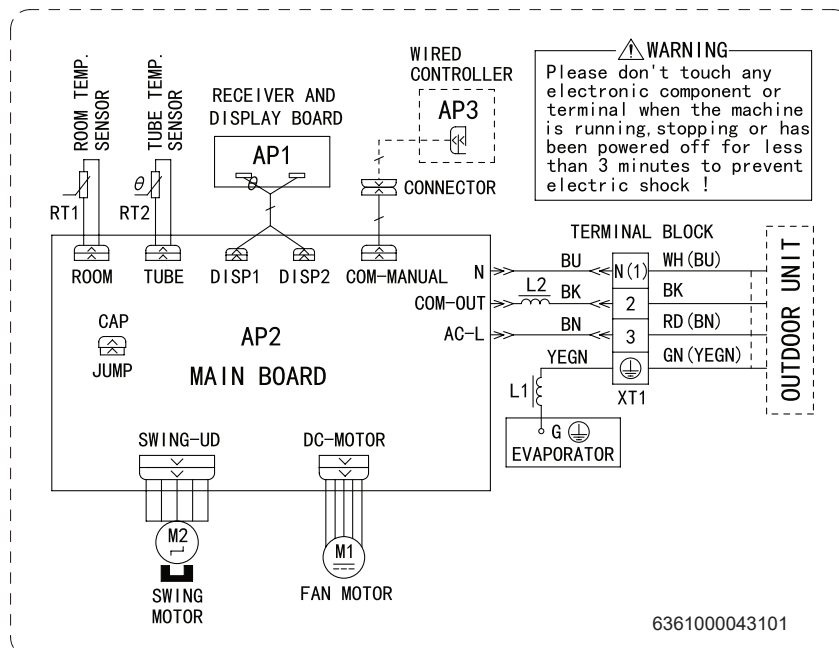 ROOM TEMP.
SENSOR
TUBE TEMP.
SENSOR
RECEIVER AND
DISPLAY BOARD
WIRED
CONTROLLER
WARNING
Please don't touch any
electronic component or
terminal when the machine
is running, stopping or has
been powered off for less
than 3 minutes to prevent
electric shock !
AP1
AP3
θ
θ
RT1
RT2
CONNECTOR
TERMINAL BLOCK
ROOM
TUBE
DISP1
DISP2
COM-MANUAL
N
BU
N(1)
WH(BU)
COM-OUT
L2
BK
2
BK
AC-L
BN
3
RD(BN)
YEGN
GN(YEGN)
XT1
OUTDOOR UNIT
CAP
JUMP
AP2
MAIN BOARD
L1
G
EVAPORATOR
SWING-UD
DC-MOTOR
M2
M1
SWING
MOTOR
FAN MOTOR
6361000043101